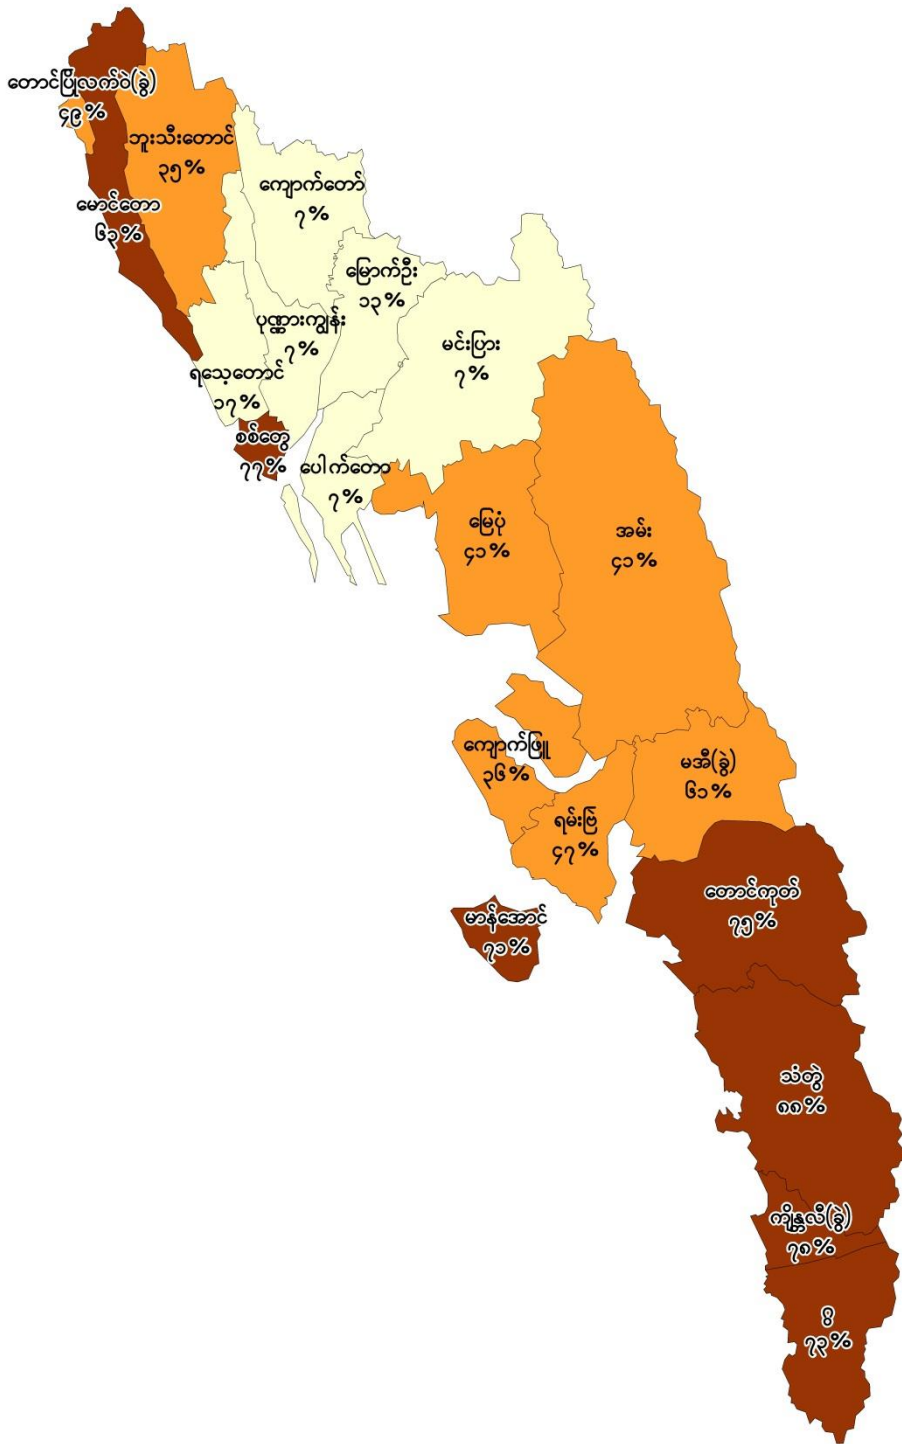 တောင်ပြိုလက်ဝဲ(ခွဲ)
၄၉%
ဘူးသီးတောင်
၃၅%
ကျောက်တော်
၇%
မောင်တော
၆၃%
မြောက်ဦး
၁၃%
ပုဏ္ဏားကျွန်း
၇%
မင်းပြား
၇%
ရသေ့တောင်
၁၇%
စစ်တွေ
၇၇%
ပေါက်တော
၇%
မြေပုံ
၄၁%
အမ်း
၄၁%
ကျောက်ဖြူ
၃၆%
မအီ(ခွဲ)
၆၁%
ရမ်းဗြဲ
၄၇%
တောင်ကုတ်
၇၅%
မာန်အောင်
၇၁%
သံတွဲ
၈၈%
ကျိန္တလီ(ခွဲ)
၇၈%
ဂွ
၇၃%